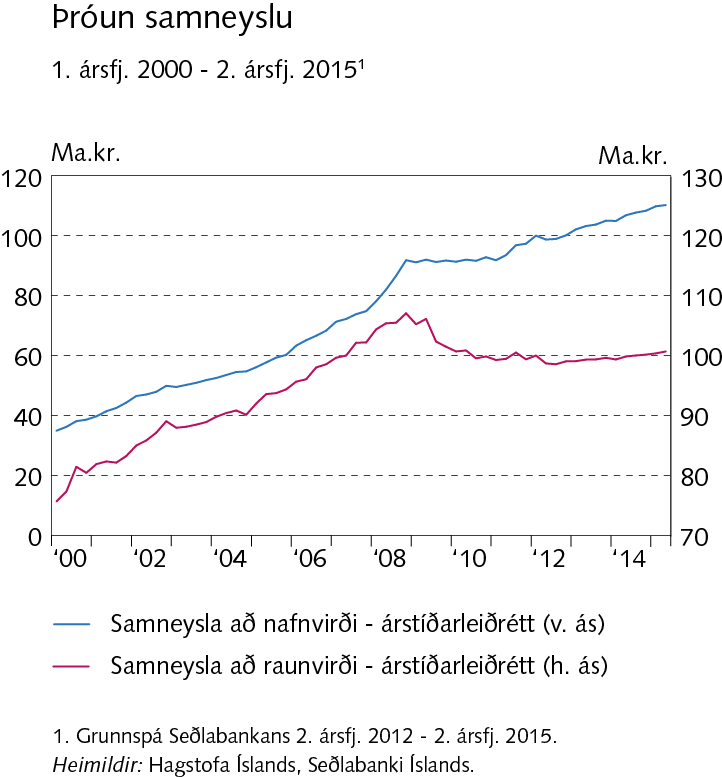 Þróun samneyslu
1. ársfj. 2000 - 2. ársfj. 2015¹
Ma.kr. Ma.kr.
120 130
100 120
80 110
60 100
40 90
20 80
0 70
‘00 ‘02 ‘04 ‘06 ‘08 ‘10 ‘12 ‘14
Samneysla að nafnvirði - árstíðarleiðrétt (v. ás)
Samneysla að raunvirði - árstíðarleiðrétt (h. ás)
1. Grunnspá Seðlabankans 2. ársfj. 2012 - 2. ársfj. 2015.
Heimildir: Hagstofa Íslands, Seðlabanki Íslands.